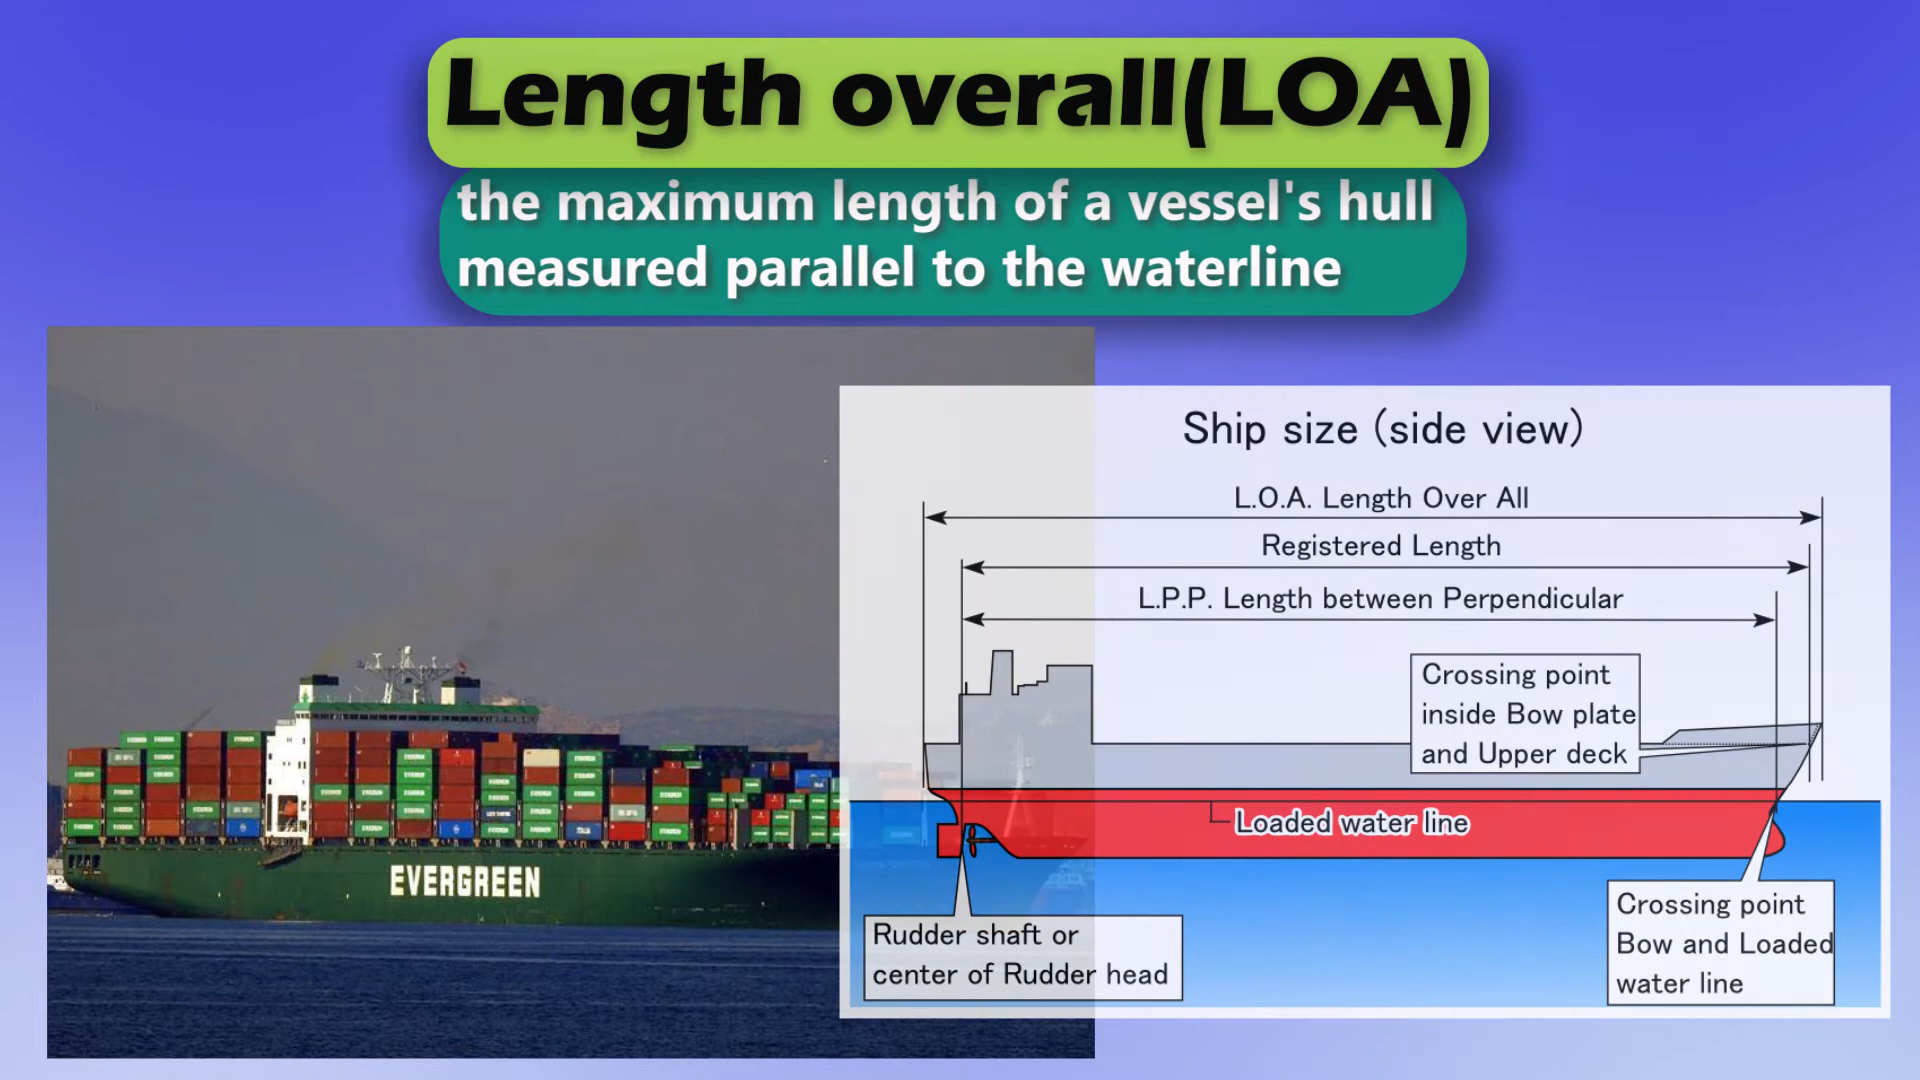 Length overall(LOA)
the maximum length of a vessel's hull
measured parallel to the waterline
EVERGREEN
Ship size (side view)
L.O.A. Length Over All
Registered Length
L.P.P. Length between Perpendicular
Crossing point
inside Bow plate
and Upper deck
Loaded water line
Rudder shaft or
center of Rudder head
Crossing point
Bow and Loaded
water line